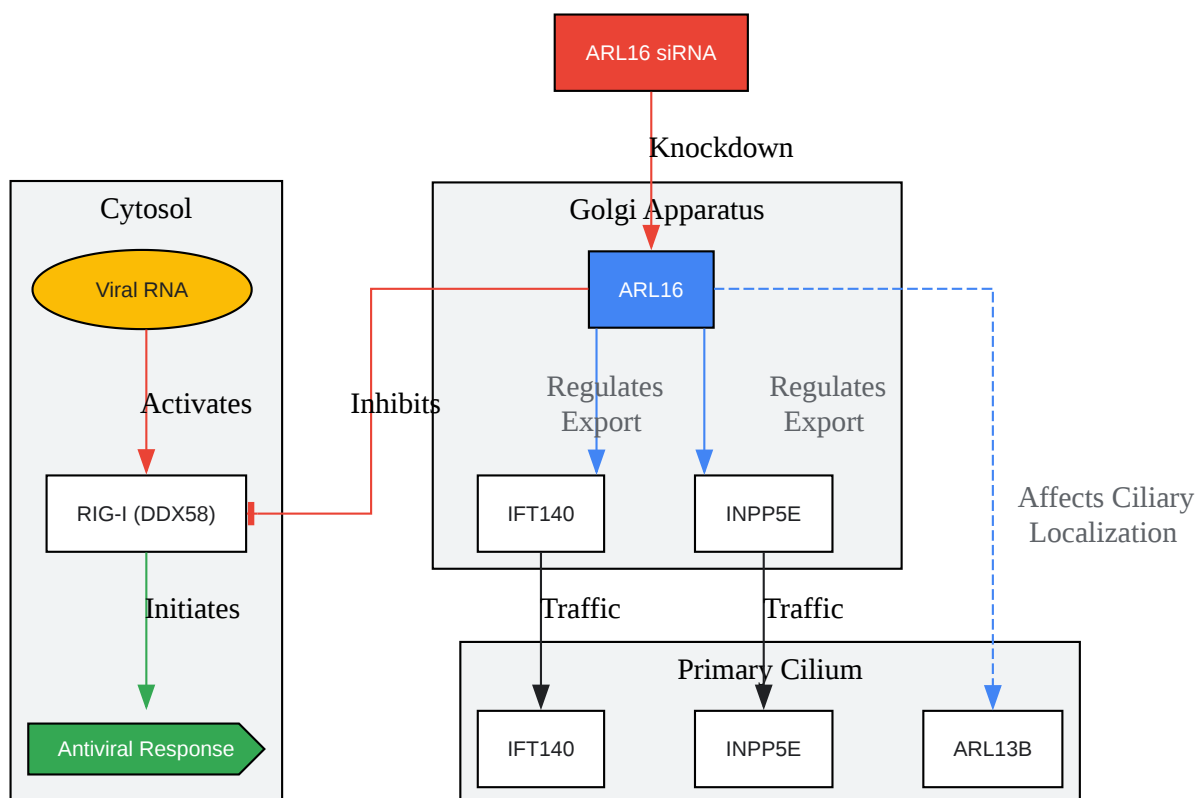 ARL16 siRNA
Knockdown
Cytosol
Golgi Apparatus
Viral RNA
ARL16
Activates
Inhibits
Regulates
Export
Regulates
Export
RIG-I (DDX58)
IFT140
INPP5E
Affects Ciliary
Localization
Initiates
Traffic
Traffic
Primary Cilium
Antiviral Response
IFT140
INPP5E
ARL13B